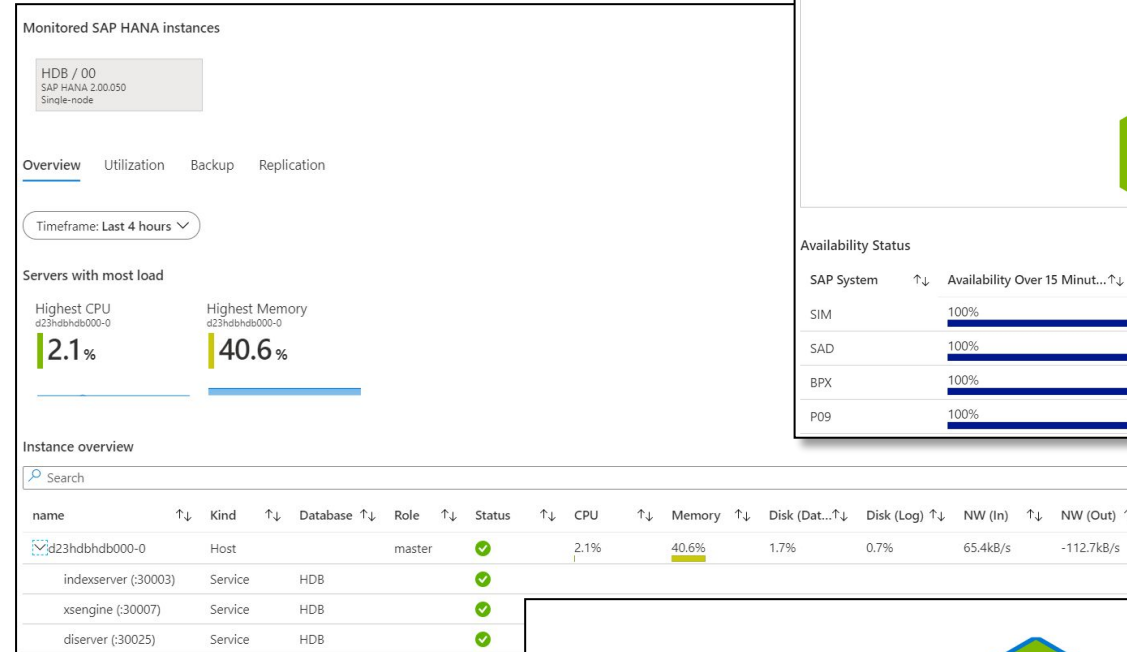 Monitored SAP HANA instances
HDB / 00
SAP HANA 2.00.050
Single-node
Overview Utilization Backup Replication
Timeframe: Last 4 hours
Servers with most load
Highest CPU
d23hdbhdb000-0
2.1%
Highest Memory
d23hdbhdb000-0
40.6%
Instance overview
Search
name Kind Database Role Status CPU Memory Disk (Dat... Disk (Log) NW (In) NW (Out)
d23hdbhdb000-0 Host master 2.1% 40.6% 1.7% 0.7% 65.4kB/s -112.7kB/s
indexserver (:30003) Service HDB
xsengine (:30007) Service HDB
diserver (:30025) Service HDB
Availability Status
SAP System Availability Over 15 Minut...
SIM 100%
SAD 100%
BPX 100%
P09 100%